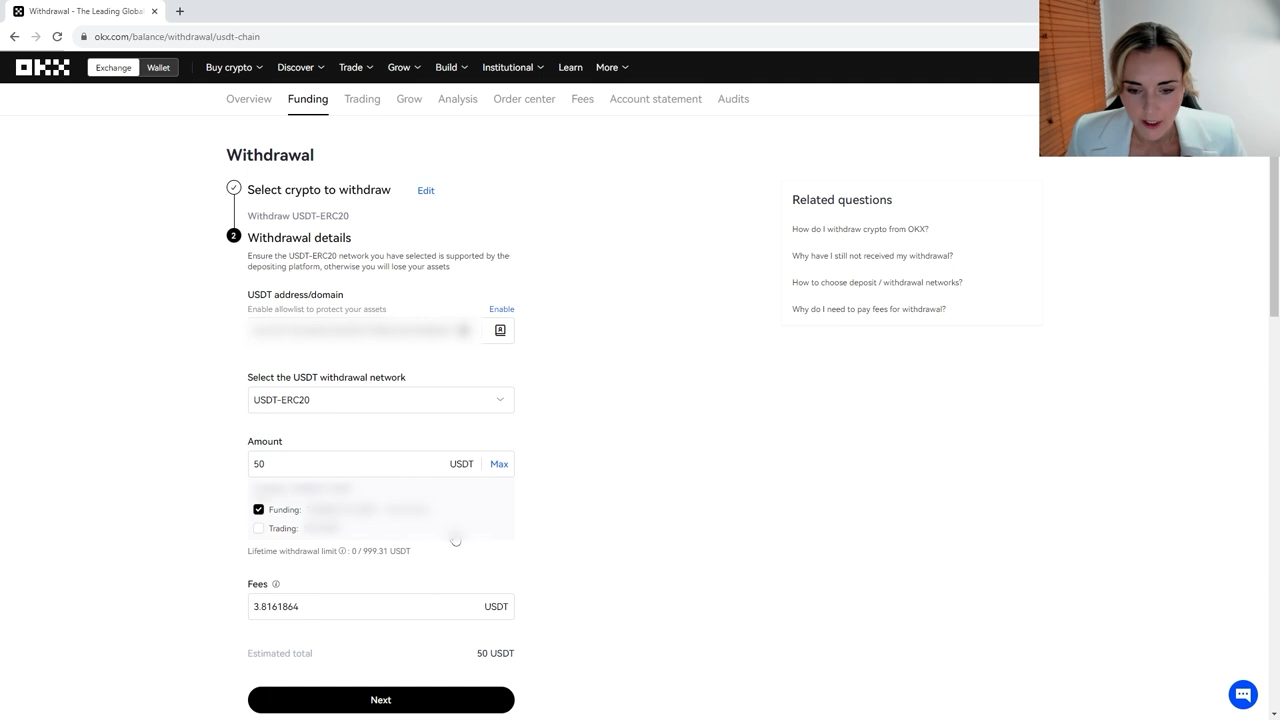 Withdrawal - The Leading Globa
okx.com/balance/withdrawal/usdt-chain
OKX
Exchange Wallet Buy crypto Discover Trade Grow Build Institutional Learn More
Overview Funding Trading Grow Analysis Order center Fees Account statement Audits
Withdrawal
Select crypto to withdraw Edit
Withdraw USDT-ERC20
2 Withdrawal details
Ensure the USDT-ERC20 network you have selected is supported by the
depositing platform, otherwise you will lose your assets
USDT address/domain
Enable allowlist to protect your assets Enable
Select the USDT withdrawal network
USDT-ERC20
Amount
50 USDT Max
Funding:
Trading:
Lifetime withdrawal limit : 0 / 999.31 USDT
Fees
3.8161864 USDT
Estimated total 50 USDT
Next
Related questions
How do I withdraw crypto from OKX?
Why have I still not received my withdrawal?
How to choose deposit / withdrawal networks?
Why do I need to pay fees for withdrawal?